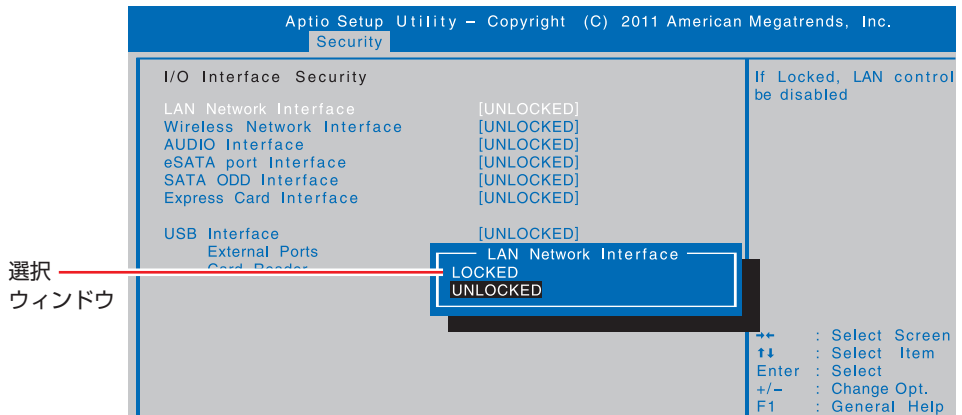 Aptio Setup Utility – Copyright (C) 2011 American Megatrends, Inc.
Security
I/O Interface Security
LAN Network Interface [UNLOCKED]
Wireless Network Interface [UNLOCKED]
AUDIO Interface [UNLOCKED]
eSATA port Interface [UNLOCKED]
SATA ODD Interface [UNLOCKED]
Express Card Interface [UNLOCKED]
USB Interface [UNLOCKED]
External Ports
Card Reader
LAN Network Interface
LOCKED
UNLOCKED
選択
ウィンドウ
If Locked, LAN control
be disabled
→← : Select Screen
↑↓ : Select Item
Enter : Select
+/– : Change Opt.
F1 : General Help